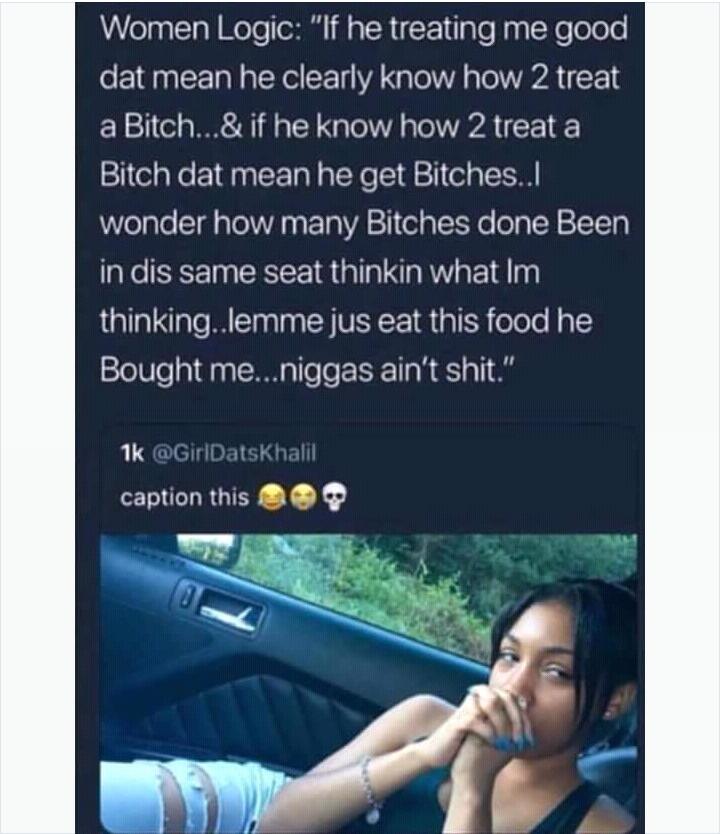 Women Logic: "If he treating me good
dat mean he clearly know how 2 treat
a Bitch...& if he know how 2 treat a
Bitch dat mean he get Bitches..I
wonder how many Bitches done Been
in dis same seat thinkin what Im
thinking..lemme jus eat this food he
Bought me...niggas ain't shit."
1k @GirlDatsKhalil
caption this 😂😭💀